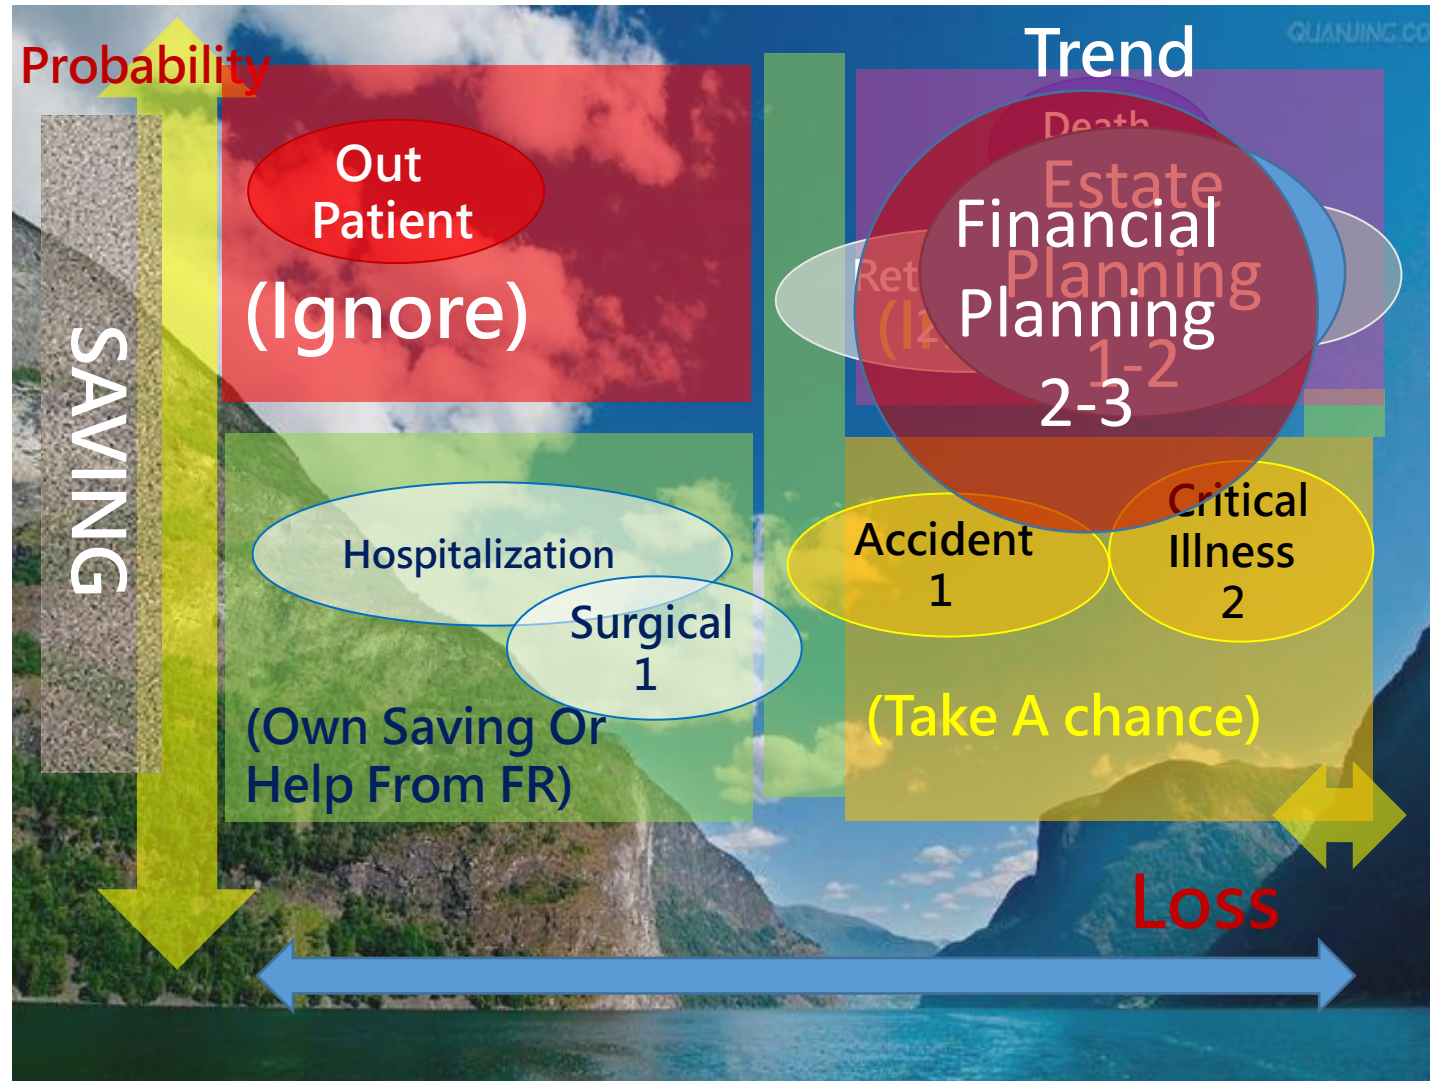 Probability
Trend
QUANJING.CO
Out
Patient
(Ignore)
Death
Estate
Planning
1-2
Financial
Planning
2-3
Ret
2
(I
SAVING
Hospitalization
Surgical
1
(Own Saving Or
Help From FR)
Accident
1
Critical
Illness
2
(Take A chance)
Loss